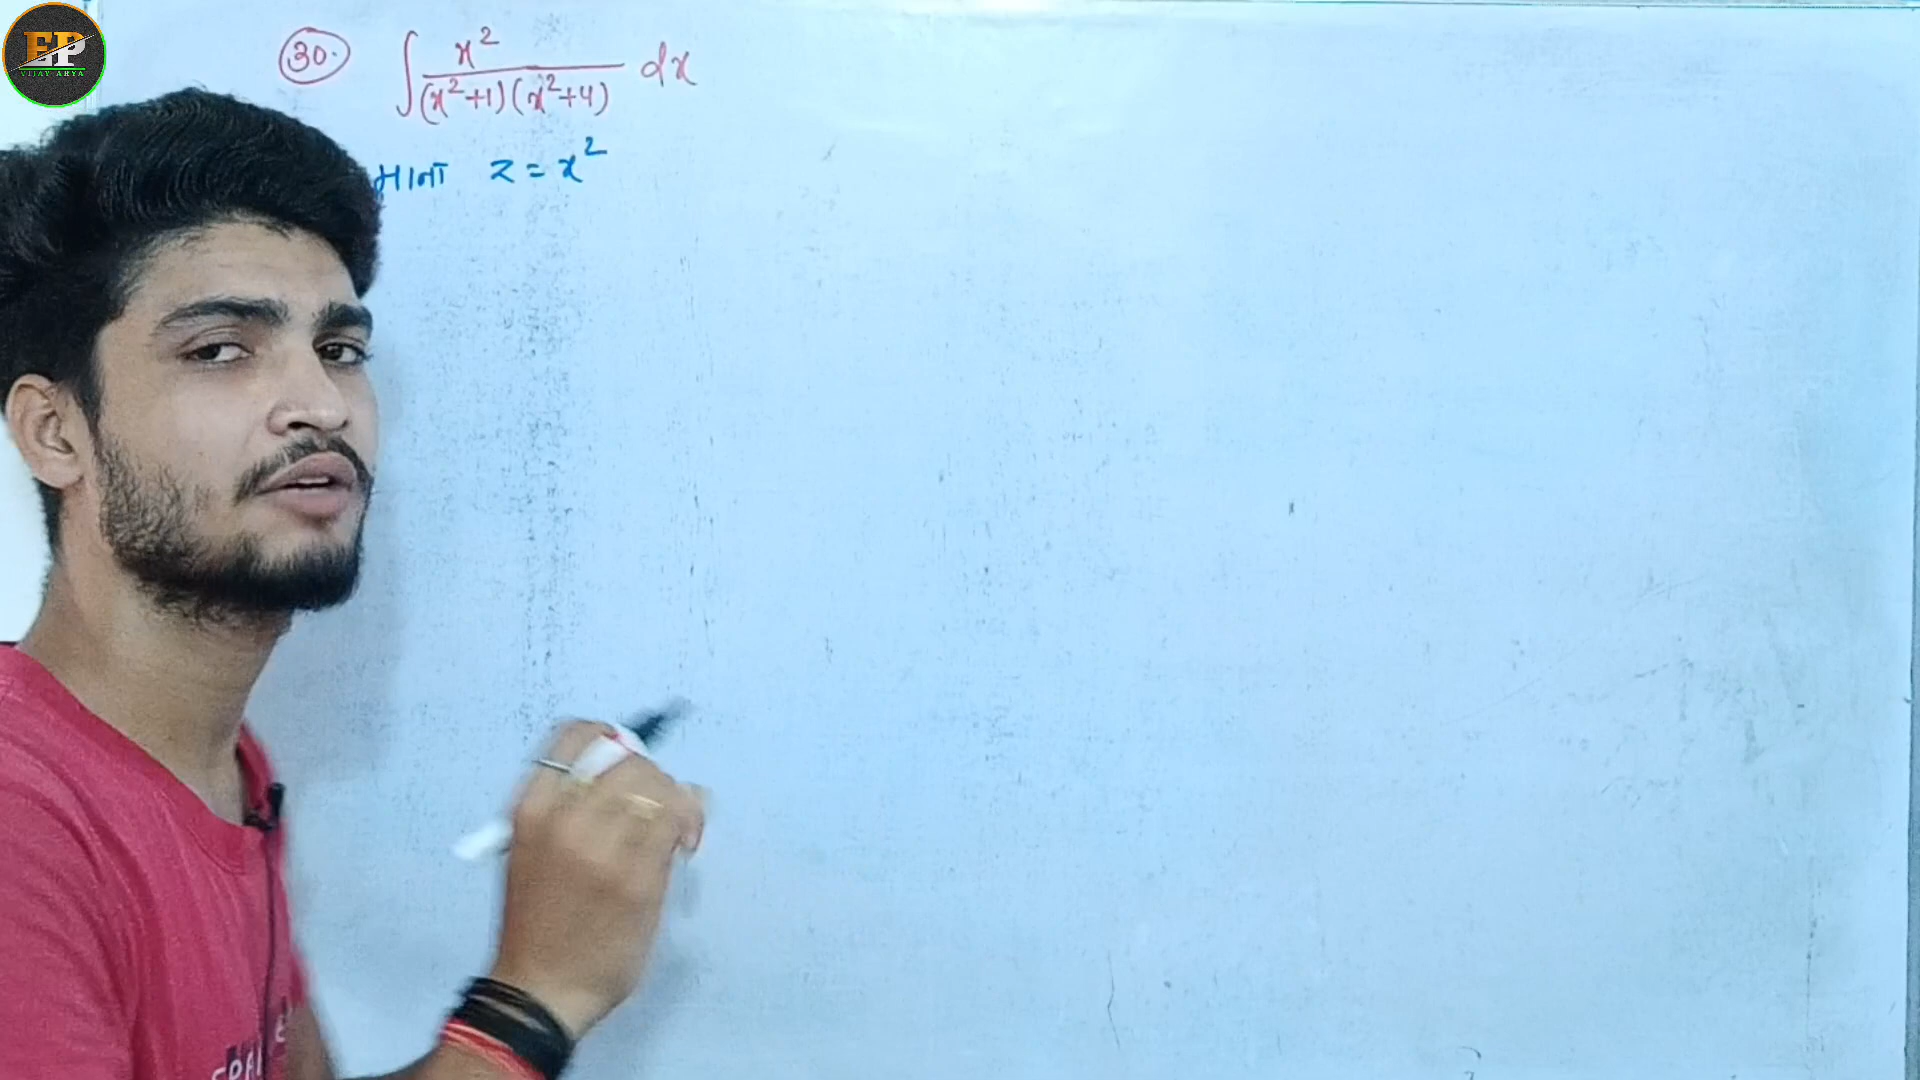 EP
VIJAY ARYA
30. ∫ x²/((x²+1)(x²+4)) dx
माना z = x²